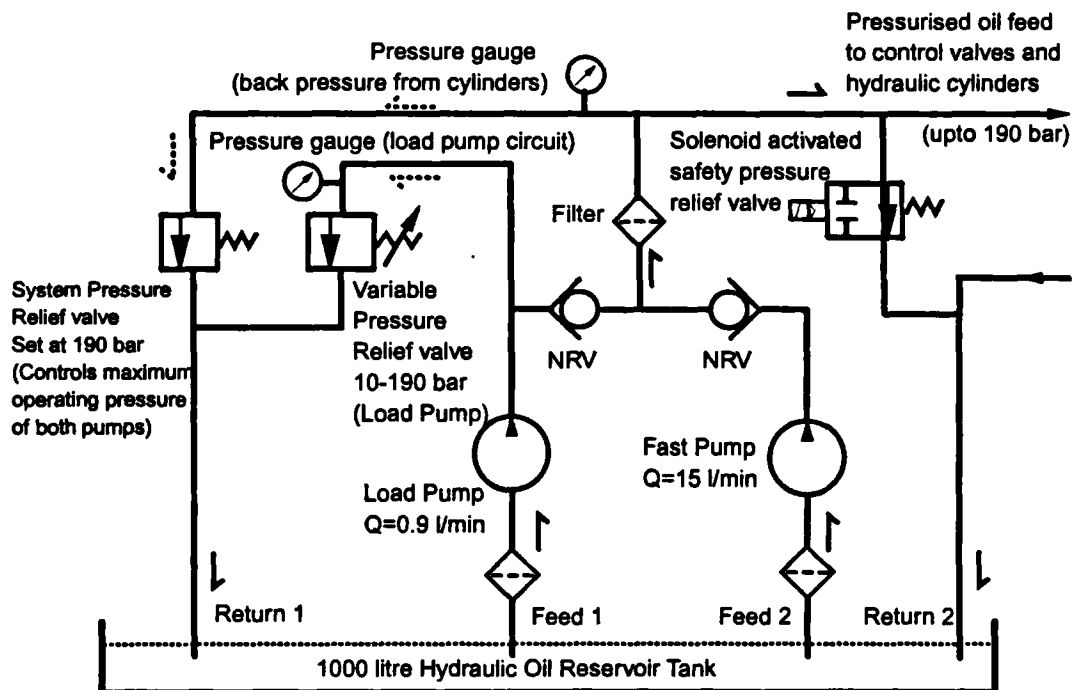 Pressure gauge
(back pressure from cylinders)
Pressurised oil feed
to control valves and
hydraulic cylinders
(upto 190 bar)
Pressure gauge (load pump circuit)
Solenoid activated
safety pressure
relief valve
Filter
System Pressure
Relief valve
Set at 190 bar
(Controls maximum
operating pressure
of both pumps)
Variable
Pressure
Relief valve
10-190 bar
(Load Pump)
NRV
NRV
Load Pump
Q=0.9 l/min
Fast Pump
Q=15 l/min
Return 1
Feed 1
Feed 2
Return 2
1000 litre Hydraulic Oil Reservoir Tank